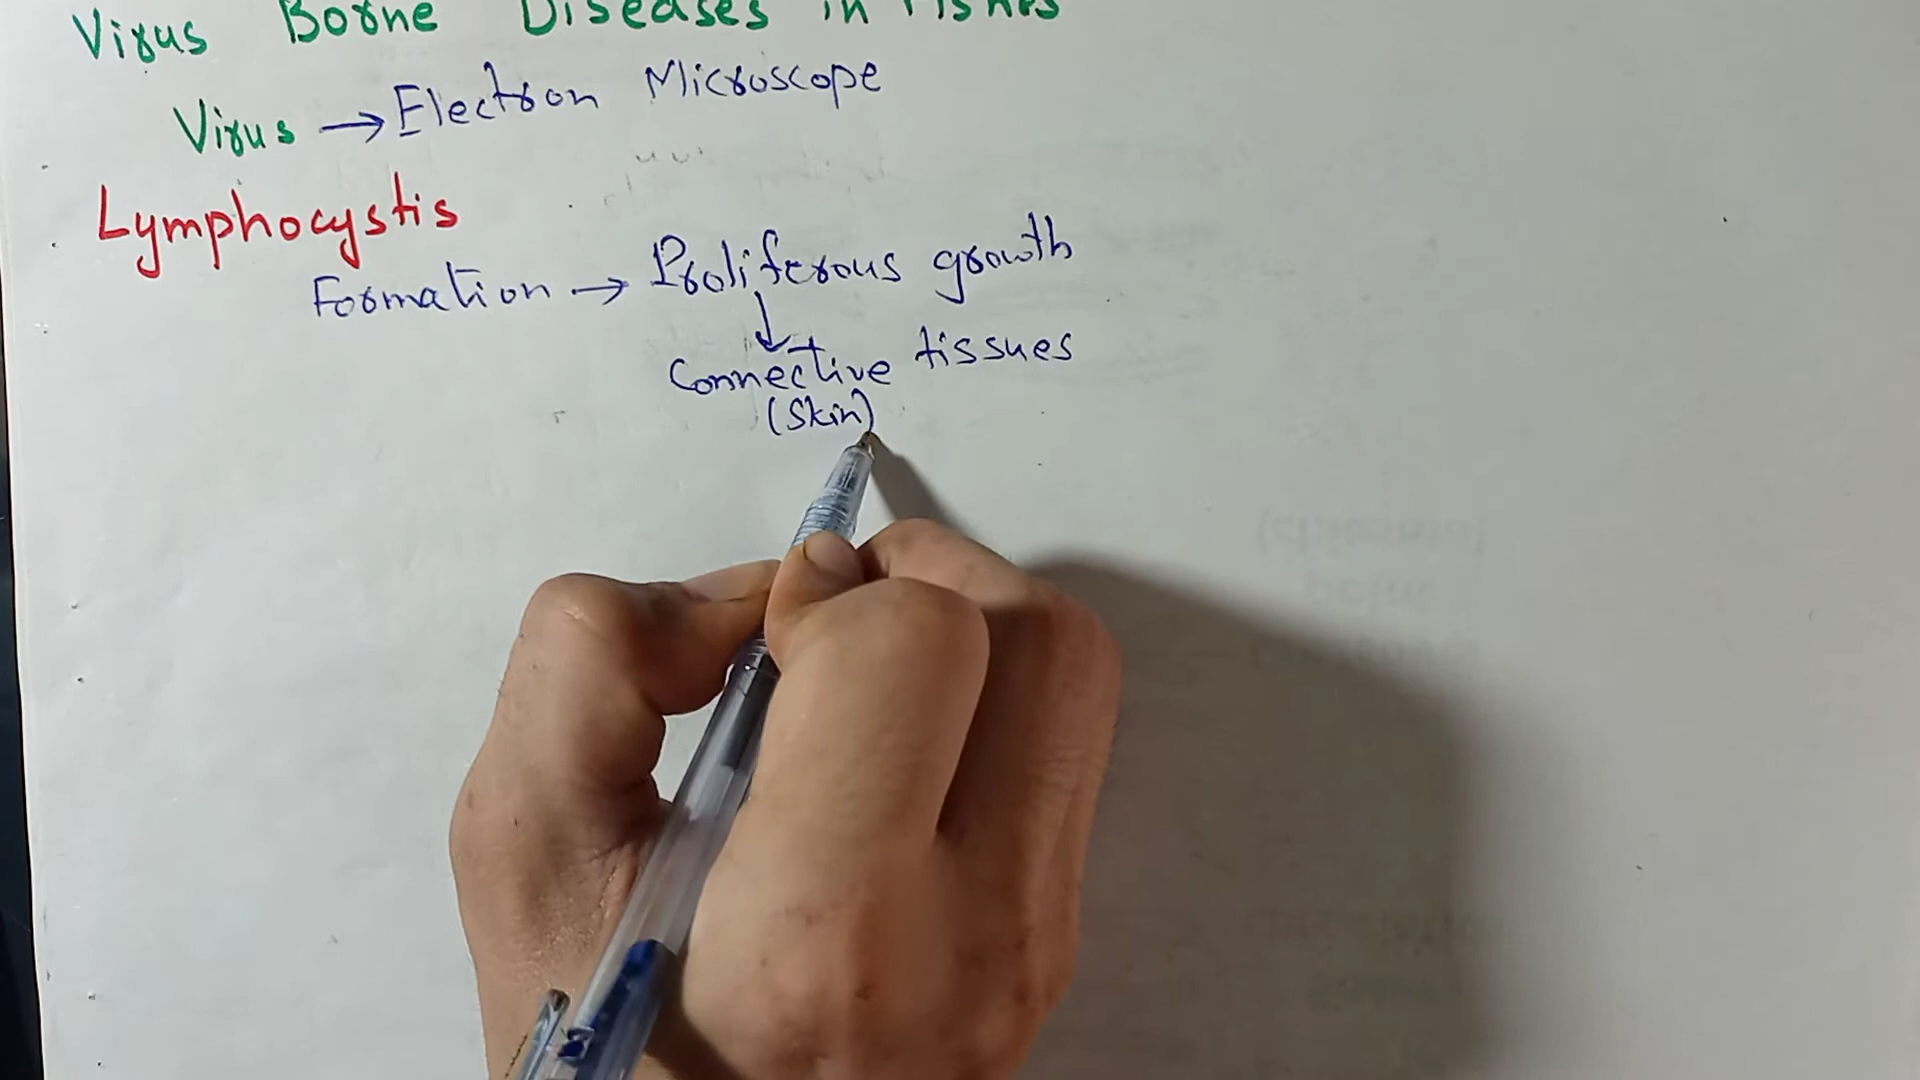 Virus Borne Diseases in Fishes
Virus → Electron Microscope
Lymphocystis
Formation → Proliferous growth
↓
Connective tissues
(Skin)